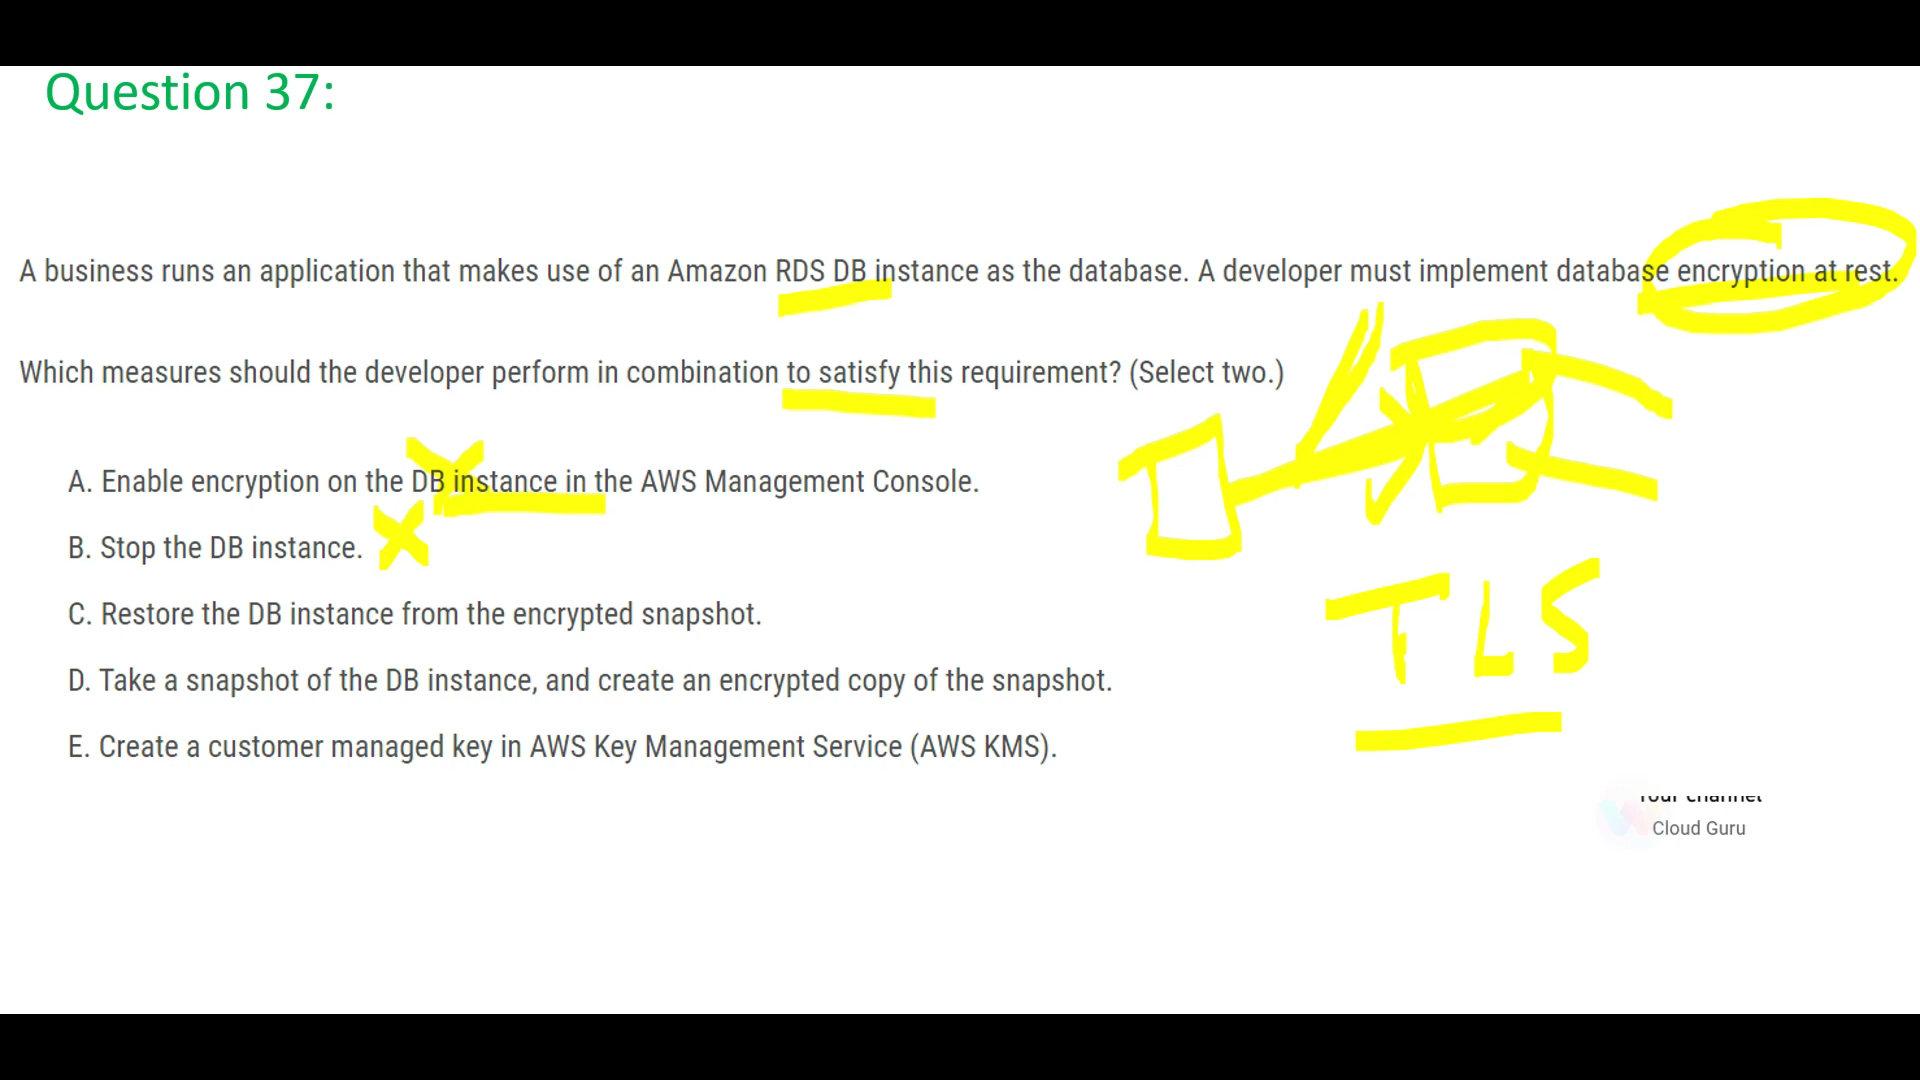 Question 37:
A business runs an application that makes use of an Amazon RDS DB instance as the database. A developer must implement database encryption at rest.
Which measures should the developer perform in combination to satisfy this requirement? (Select two.)
A. Enable encryption on the DB instance in the AWS Management Console.
B. Stop the DB instance.
C. Restore the DB instance from the encrypted snapshot.
TLS
D. Take a snapshot of the DB instance, and create an encrypted copy of the snapshot.
E. Create a customer managed key in AWS Key Management Service (AWS KMS).
Your channel
Cloud Guru